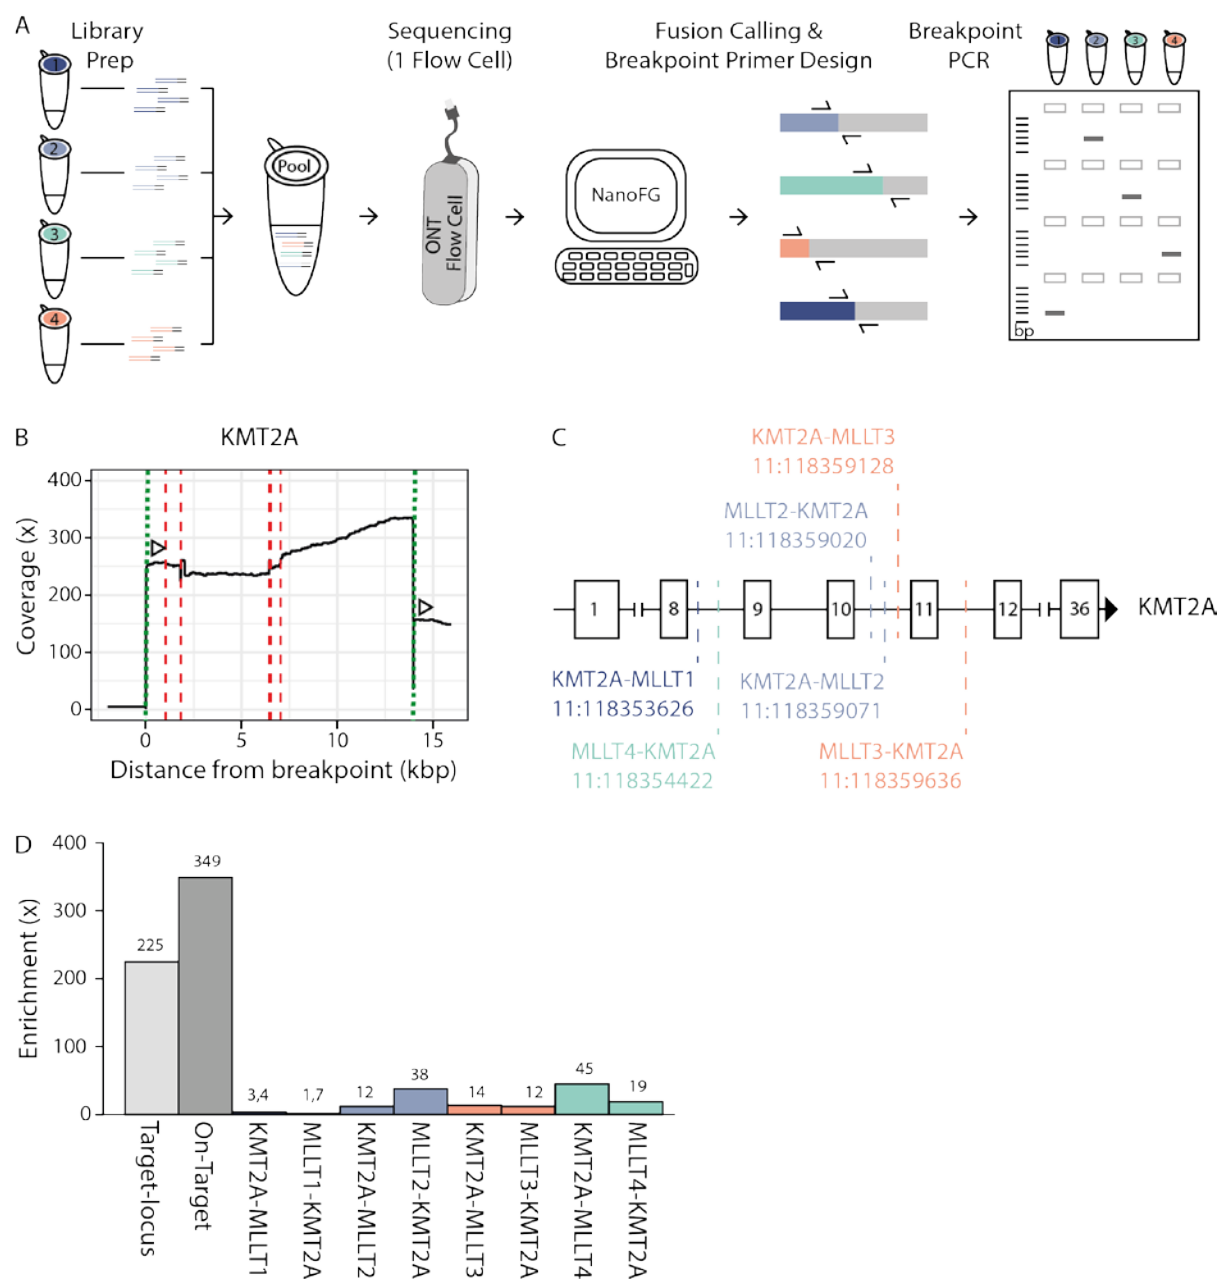 A
Library
Prep
Sequencing
(1 Flow Cell)
Fusion Calling &
Breakpoint Primer Design
Breakpoint
PCR
1
2
3
4
1
2
3
4
Pool
ONT
Flow Cell
NanoFG
bp
B
KMT2A
Coverage (x)
400
300
200
100
0
0
5
10
15
Distance from breakpoint (kbp)
C
KMT2A-MLLT3
11:118359128
MLLT2-KMT2A
11:118359020
1
8
9
10
11
12
36
KMT2A
KMT2A-MLLT1
11:118353626
KMT2A-MLLT2
11:118359071
MLLT4-KMT2A
11:118354422
MLLT3-KMT2A
11:118359636
D
Enrichment (x)
400
300
200
100
0
225
349
3,4
1,7
12
38
14
12
45
19
Target-locus
On-Target
KMT2A-MLLT1
MLLT1-KMT2A
KMT2A-MLLT2
MLLT2-KMT2A
KMT2A-MLLT3
MLLT3-KMT2A
KMT2A-MLLT4
MLLT4-KMT2A